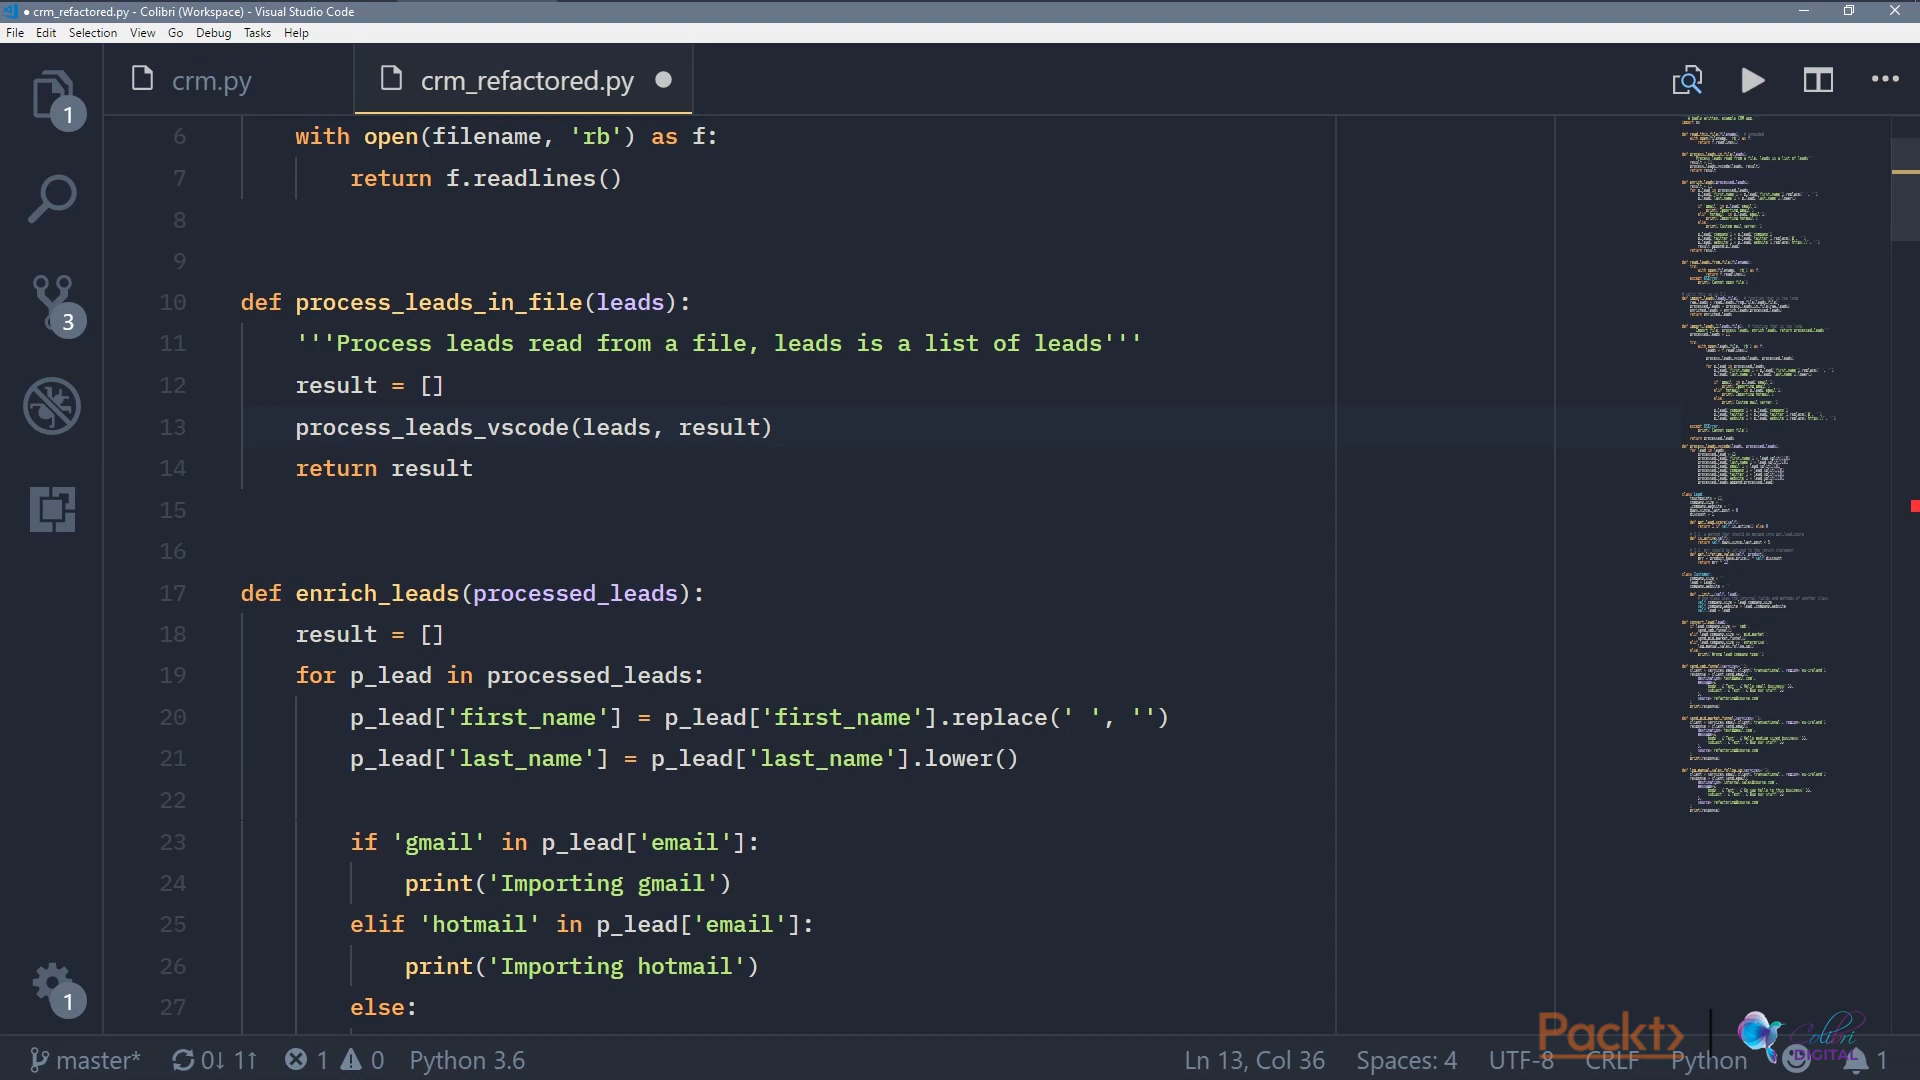 crm_refactored.py - Colibri (Workspace) - Visual Studio Code
File Edit Selection View Go Debug Tasks Help
crm.py
crm_refactored.py
6 with open(filename, 'rb') as f:
7 return f.readlines()
8
9
10 def process_leads_in_file(leads):
11 '''Process leads read from a file, leads is a list of leads'''
12 result = []
13 process_leads_vscode(leads, result)
14 return result
15
16
17 def enrich_leads(processed_leads):
18 result = []
19 for p_lead in processed_leads:
20 p_lead['first_name'] = p_lead['first_name'].replace(' ', '')
21 p_lead['last_name'] = p_lead['last_name'].lower()
22
23 if 'gmail' in p_lead['email']:
24 print('Importing gmail')
25 elif 'hotmail' in p_lead['email']:
26 print('Importing hotmail')
27 else:
1
3
1
Packt>
Colibri
DIGITAL
master* 0↓ 1↑ 1 0 Python 3.6 Ln 13, Col 36 Spaces: 4 UTF-8 CRLF Python 1